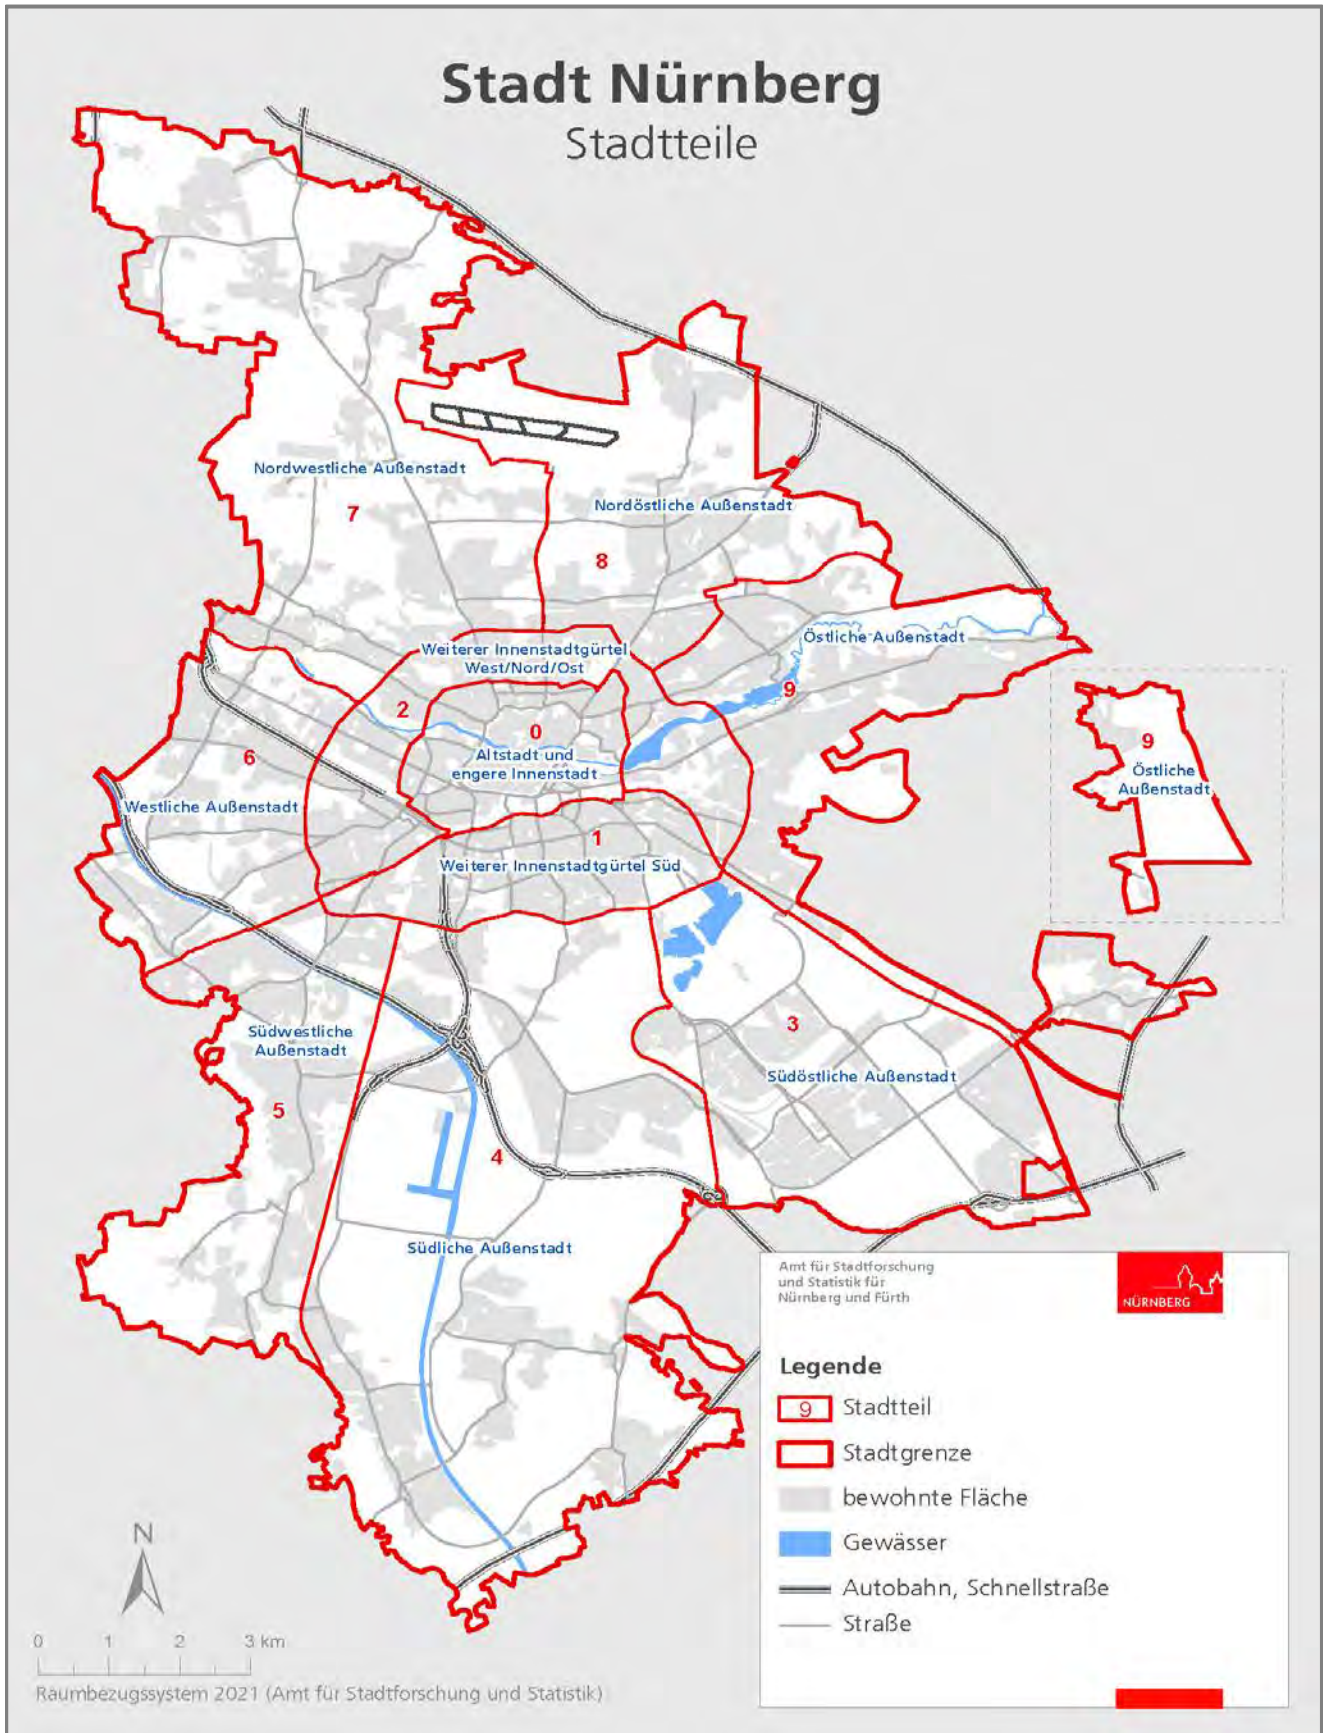 Stadt Nürnberg
Stadtteile
Nordwestliche Außenstadt
7
Nordöstliche Außenstadt
8
Weiterer Innenstadtgürtel
West/Nord/Ost
Östliche Außenstadt
9
2
0
Altstadt und
engere Innenstadt
6
Westliche Außenstadt
9
Östliche
Außenstadt
1
Weiterer Innenstadtgürtel Süd
3
Südwestliche
Außenstadt
Südöstliche Außenstadt
5
4
Südliche Außenstadt
Amt für Stadtforschung
und Statistik für
Nürnberg und Fürth
NÜRNBERG
Legende
9 Stadtteil
Stadtgrenze
bewohnte Fläche
Gewässer
Autobahn, Schnellstraße
Straße
N
0 1 2 3 km
Raumbezugssystem 2021 (Amt für Stadtforschung und Statistik)